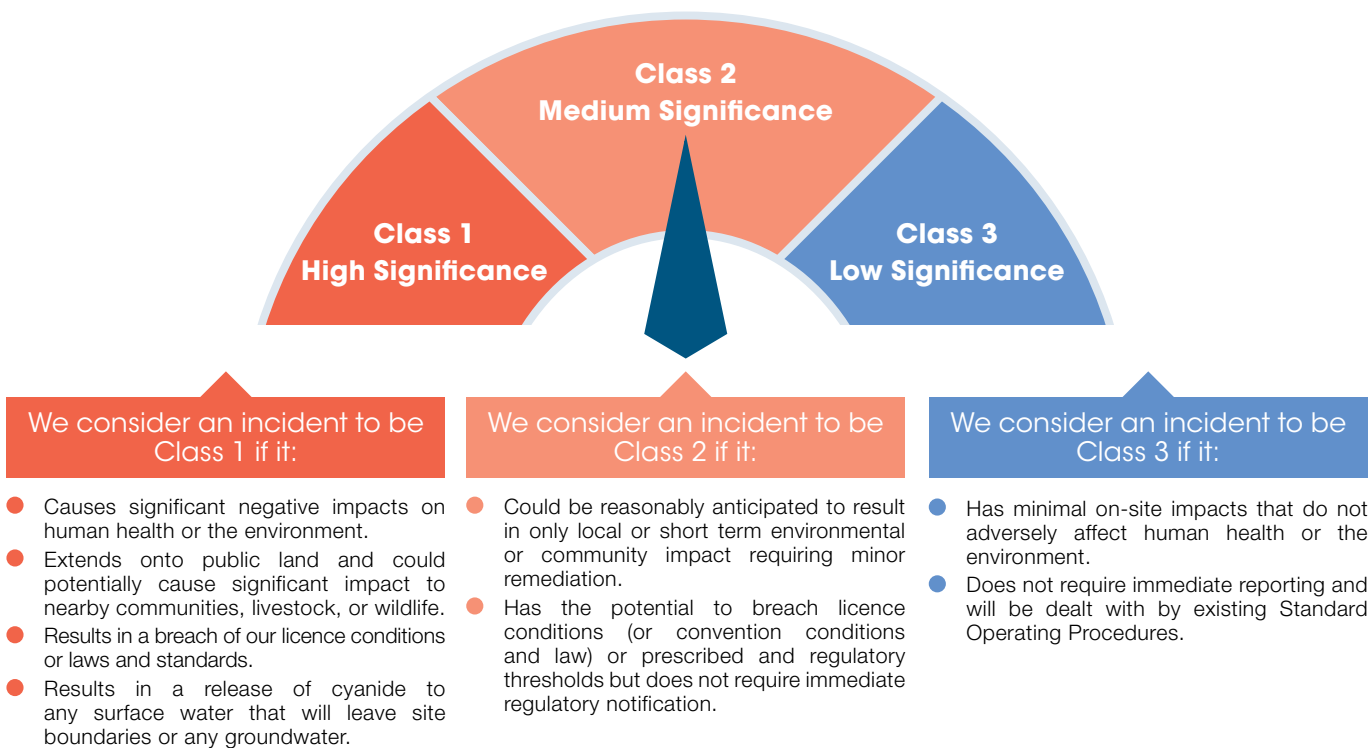 Class 2
Medium Significance
Class 1
High Significance
Class 3
Low Significance
We consider an incident to be
Class 1 if it:
Causes significant negative impacts on
human health or the environment.
Extends onto public land and could
potentially cause significant impact to
nearby communities, livestock, or wildlife.
Results in a breach of our licence conditions
or laws and standards.
Results in a release of cyanide to
any surface water that will leave site
boundaries or any groundwater.
We consider an incident to be
Class 2 if it:
Could be reasonably anticipated to result
in only local or short term environmental
or community impact requiring minor
remediation.
Has the potential to breach licence
conditions (or convention conditions
and law) or prescribed and regulatory
thresholds but does not require immediate
regulatory notification.
We consider an incident to be
Class 3 if it:
Has minimal on-site impacts that do not
adversely affect human health or the
environment.
Does not require immediate reporting and
will be dealt with by existing Standard
Operating Procedures.